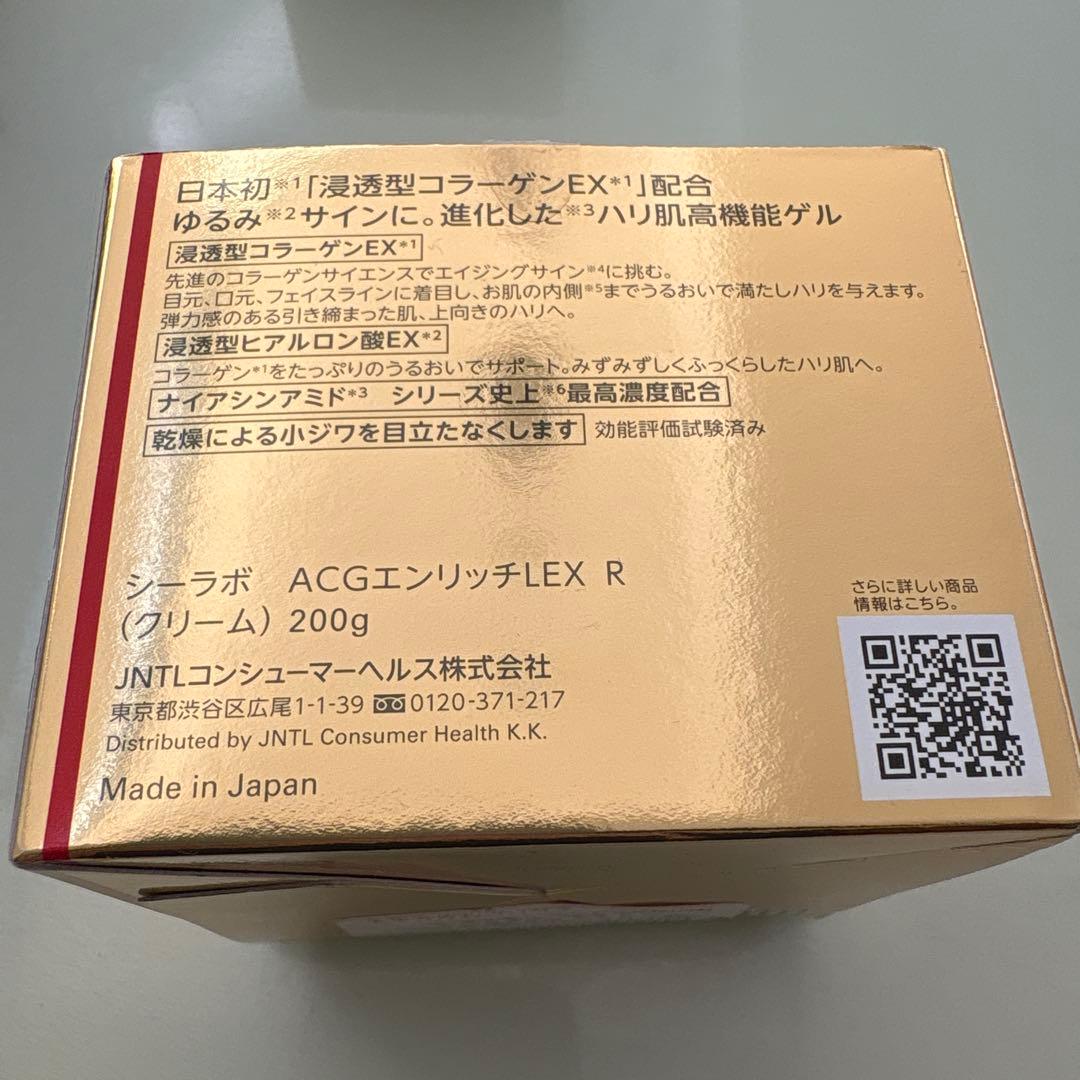 日本初※1「浸透型コラーゲンEX*1」配合
ゆるみ※2サインに。進化した※3ハリ肌高機能ゲル
浸透型コラーゲンEX*1
先進のコラーゲンサイエンスでエイジングサイン※4に挑む。
目元、口元、フェイスラインに着目し、お肌の内側※5までうるおいで満たしハリを与えます。
弾力感のある引き締まった肌、上向きのハリへ。
浸透型ヒアルロン酸EX*2
コラーゲン*1をたっぷりのうるおいでサポート。みずみずしくふっくらしたハリ肌へ。
ナイアシンアミド*3 シリーズ史上※6最高濃度配合
乾燥による小ジワを目立たなくします 効能評価試験済み
シーラボ ACGエンリッチLEX R
(クリーム) 200g
JNTLコンシューマーヘルス株式会社
東京都渋谷区広尾1-1-39 0120-371-217
Distributed by JNTL Consumer Health K.K.
Made in Japan
さらに詳しい商品
情報はこちら。